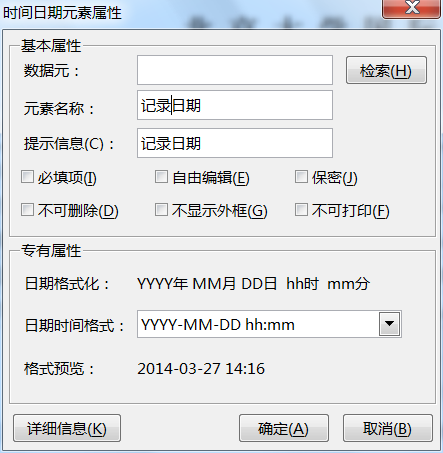 时间日期元素属性
基本属性
数据元：
检索(H)
元素名称： 记录日期
提示信息(C)： 记录日期
必填项(I) 自由编辑(E) 保密(J)
不可删除(D) 不显示外框(G) 不可打印(F)
专有属性
日期格式化： YYYY年 MM月 DD日 hh时 mm分
日期时间格式： YYYY-MM-DD hh:mm
格式预览： 2014-03-27 14:16
详细信息(K) 确定(A) 取消(B)